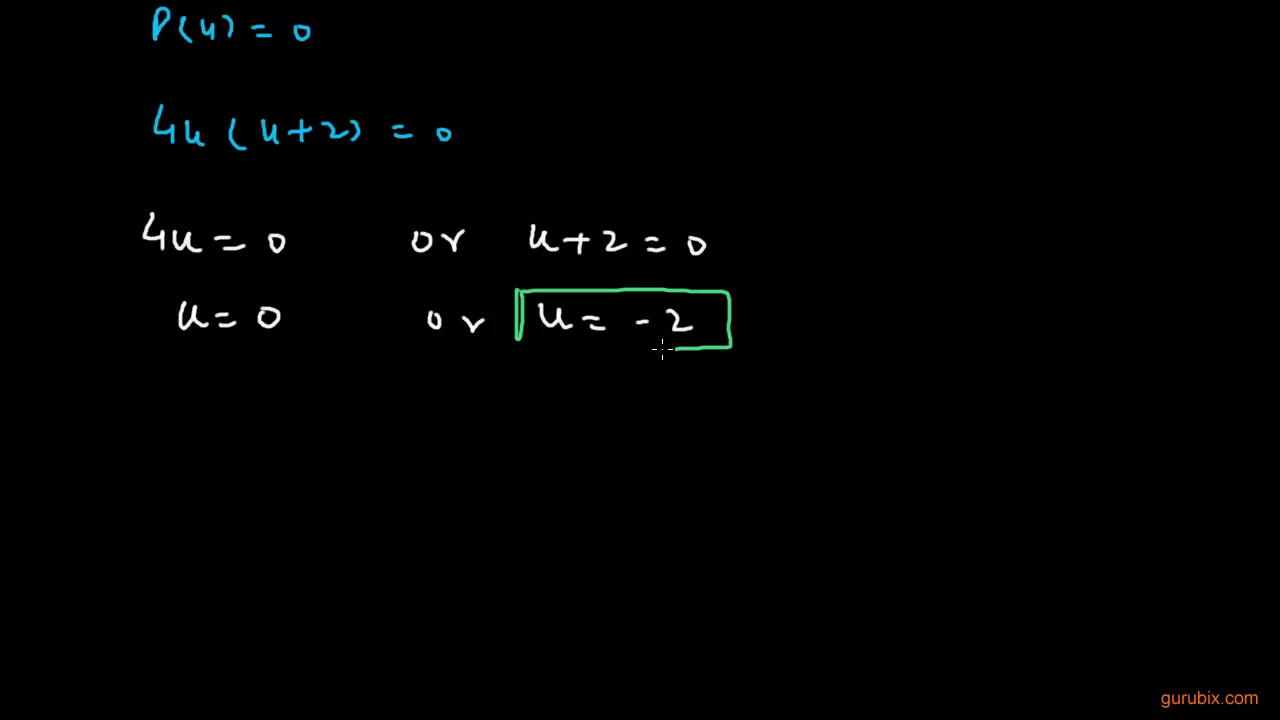 P(u) = 0
4u (u+2) = 0
4u = 0 or u+2 = 0
u = 0 or u = -2
gurubix.com